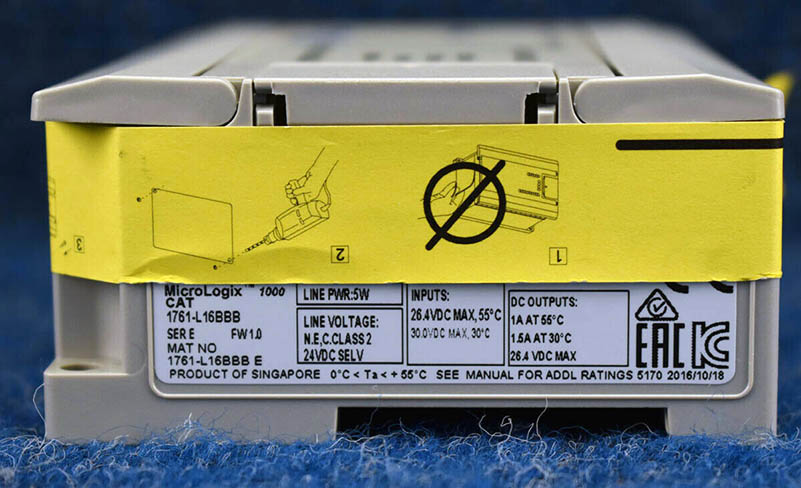 3
2
1
MicroLogix™ 1000
CAT
1761-L16BBB
SER E FW 1.0
MAT NO
1761-L16BBB E
LINE PWR:5W
LINE VOLTAGE:
N.E.C.CLASS 2
24VDC SELV
INPUTS:
26.4VDC MAX, 55°C
30.0VDC MAX, 30°C
DC OUTPUTS:
1A AT 55°C
1.5A AT 30°C
26.4 VDC MAX
EAC
PRODUCT OF SINGAPORE 0°C < Ta < + 55°C SEE MANUAL FOR ADDL RATINGS 5170 2016/10/18